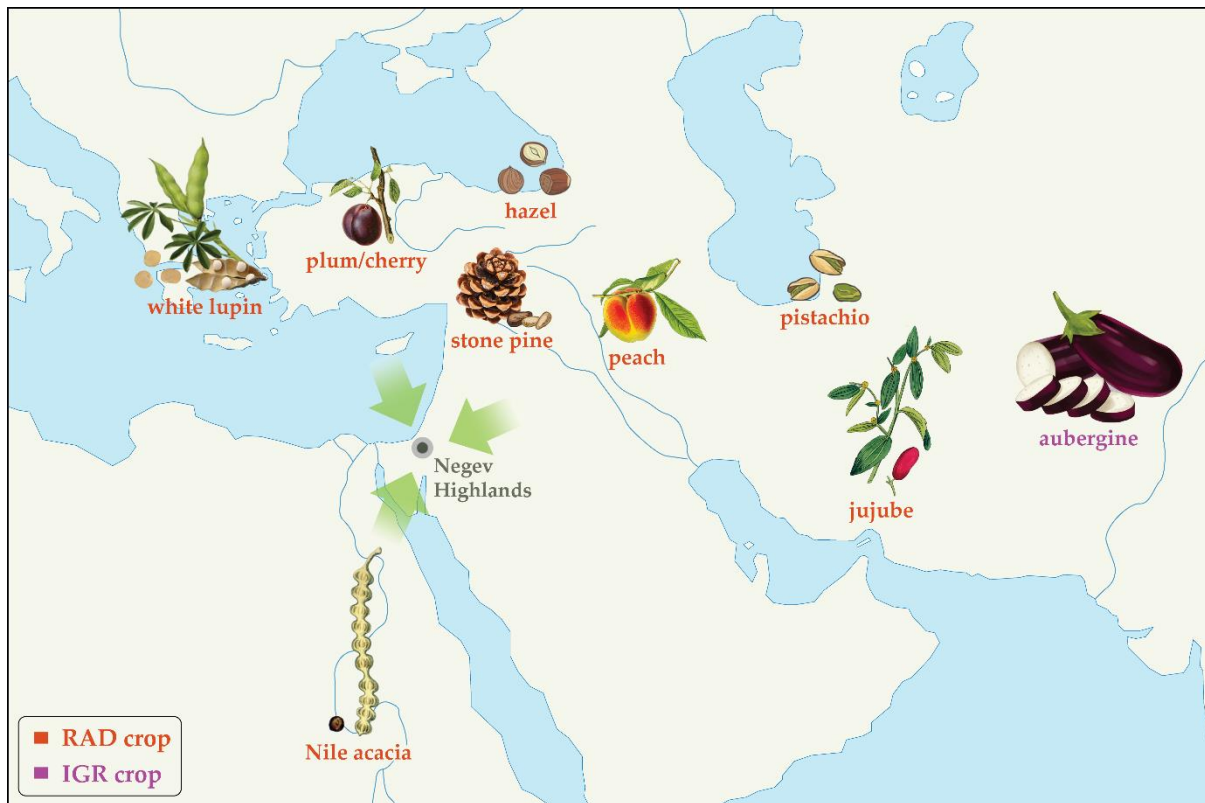 hazel
plum/cherry
white lupin
stone pine
peach
pistachio
aubergine
Negev
Highlands
jujube
Nile acacia
RAD crop
IGR crop